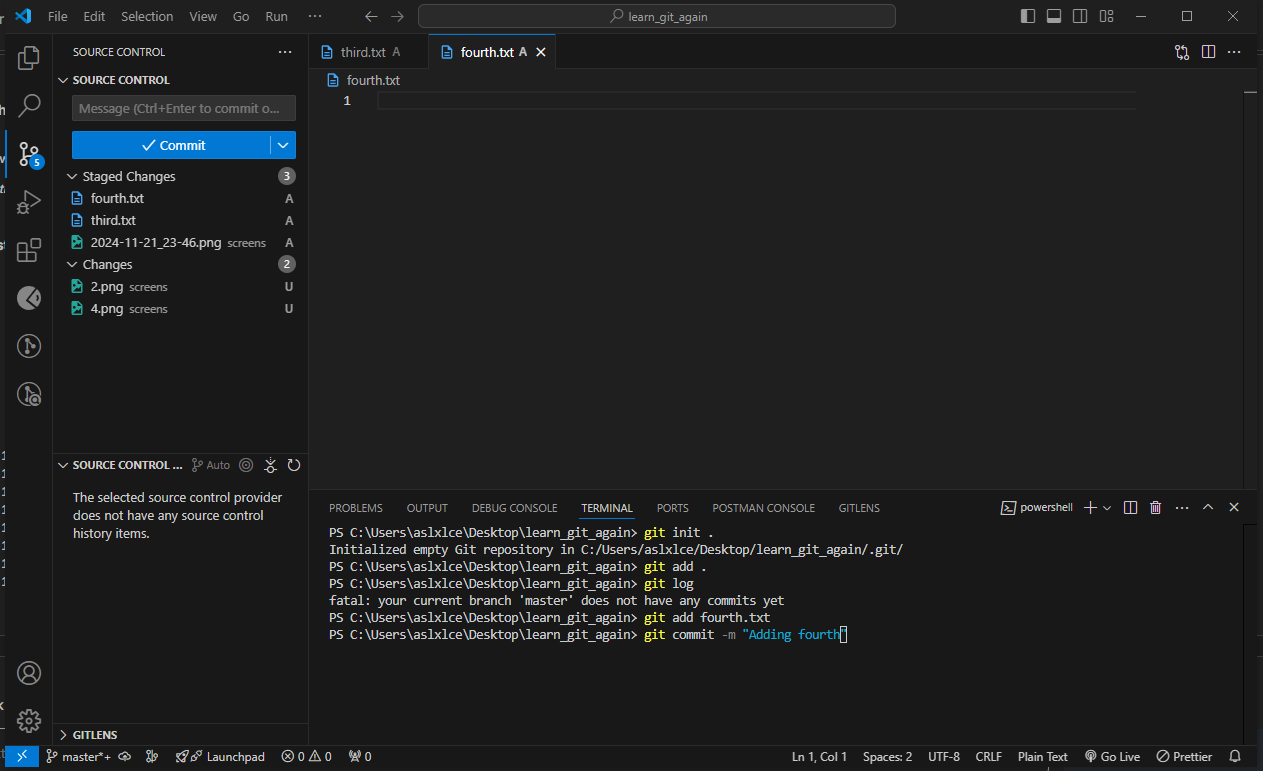 File Edit Selection View Go Run ··· learn_git_again
SOURCE CONTROL ···
SOURCE CONTROL
Message (Ctrl+Enter to commit o...
Commit
Staged Changes 3
fourth.txt A
third.txt A
2024-11-21_23-46.png screens A
Changes 2
2.png screens U
4.png screens U
5
SOURCE CONTROL ... Auto
The selected source control provider
does not have any source control
history items.
GITLENS
third.txt A fourth.txt A
fourth.txt
1
PROBLEMS OUTPUT DEBUG CONSOLE TERMINAL PORTS POSTMAN CONSOLE GITLENS powershell
PS C:\Users\aslxlce\Desktop\learn_git_again> git init .
Initialized empty Git repository in C:/Users/aslxlce/Desktop/learn_git_again/.git/
PS C:\Users\aslxlce\Desktop\learn_git_again> git add .
PS C:\Users\aslxlce\Desktop\learn_git_again> git log
fatal: your current branch 'master' does not have any commits yet
PS C:\Users\aslxlce\Desktop\learn_git_again> git add fourth.txt
PS C:\Users\aslxlce\Desktop\learn_git_again> git commit -m "Adding fourth"
master*+ Launchpad 0 0 0 Ln 1, Col 1 Spaces: 2 UTF-8 CRLF Plain Text Go Live Prettier